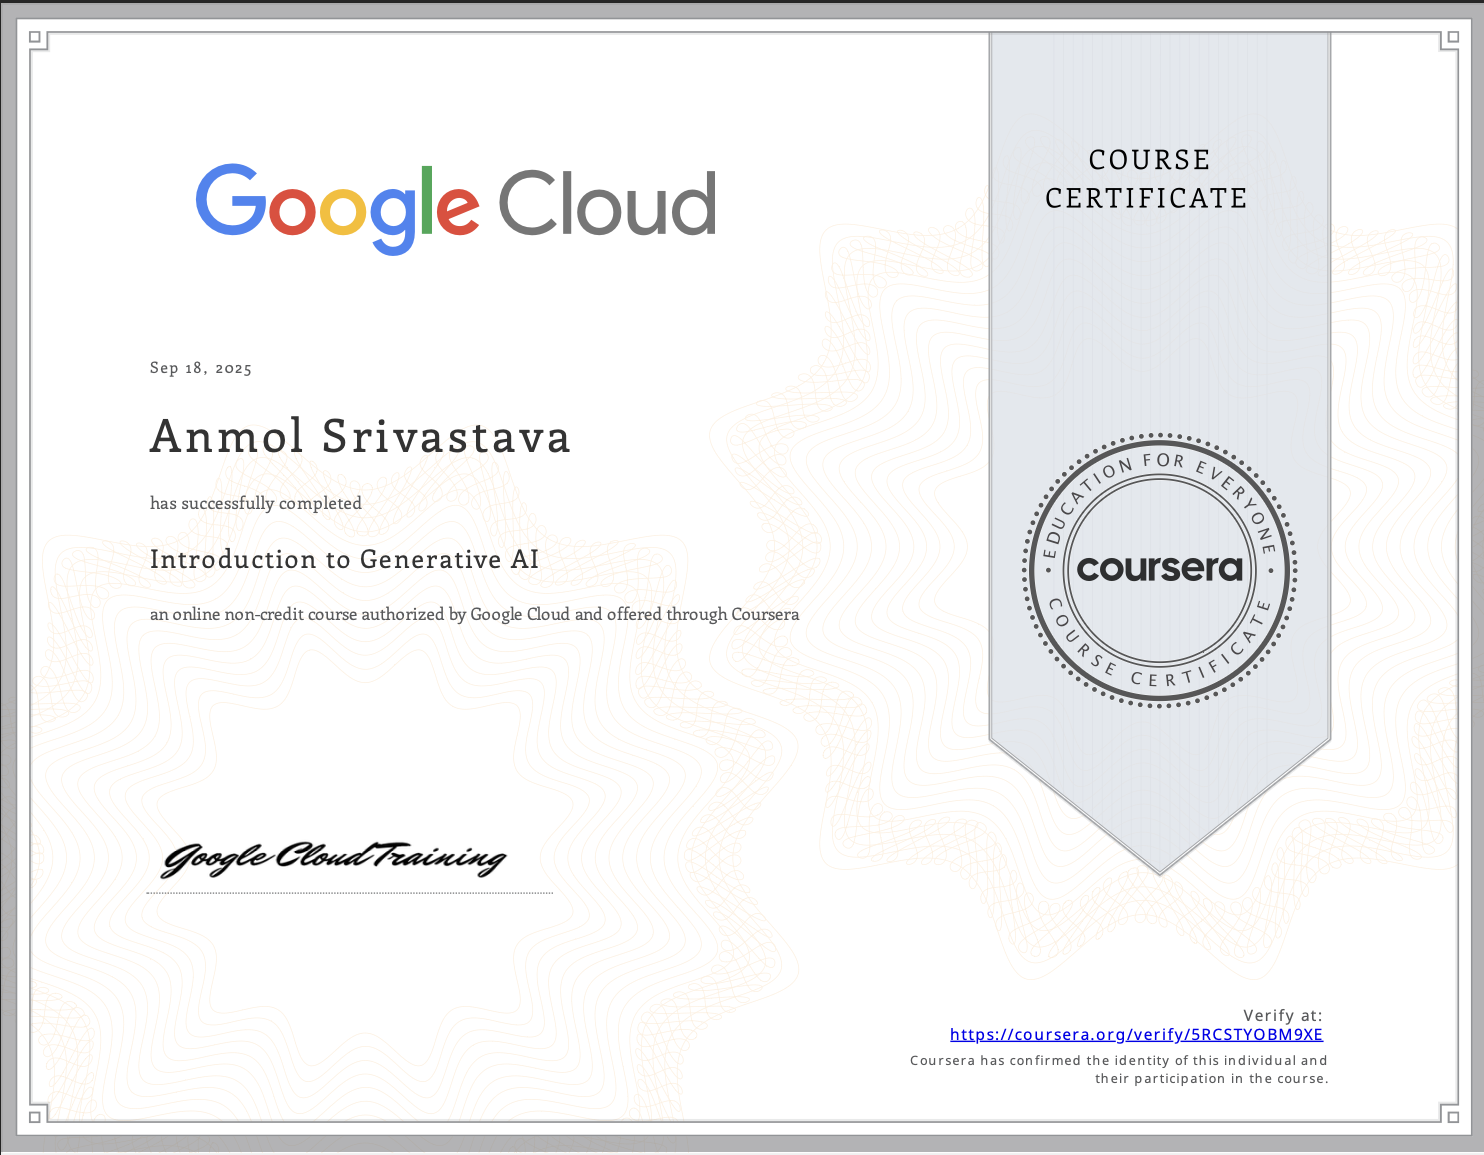 Google Cloud
COURSE
CERTIFICATE
Sep 18, 2025
Anmol Srivastava
has successfully completed
Introduction to Generative AI
an online non-credit course authorized by Google Cloud and offered through Coursera
EDUCATION FOR EVERYONE
coursera
COURSE CERTIFICATE
Google Cloud Training
Verify at:
https://coursera.org/verify/5RCSTYOBM9XE
Coursera has confirmed the identity of this individual and
their participation in the course.